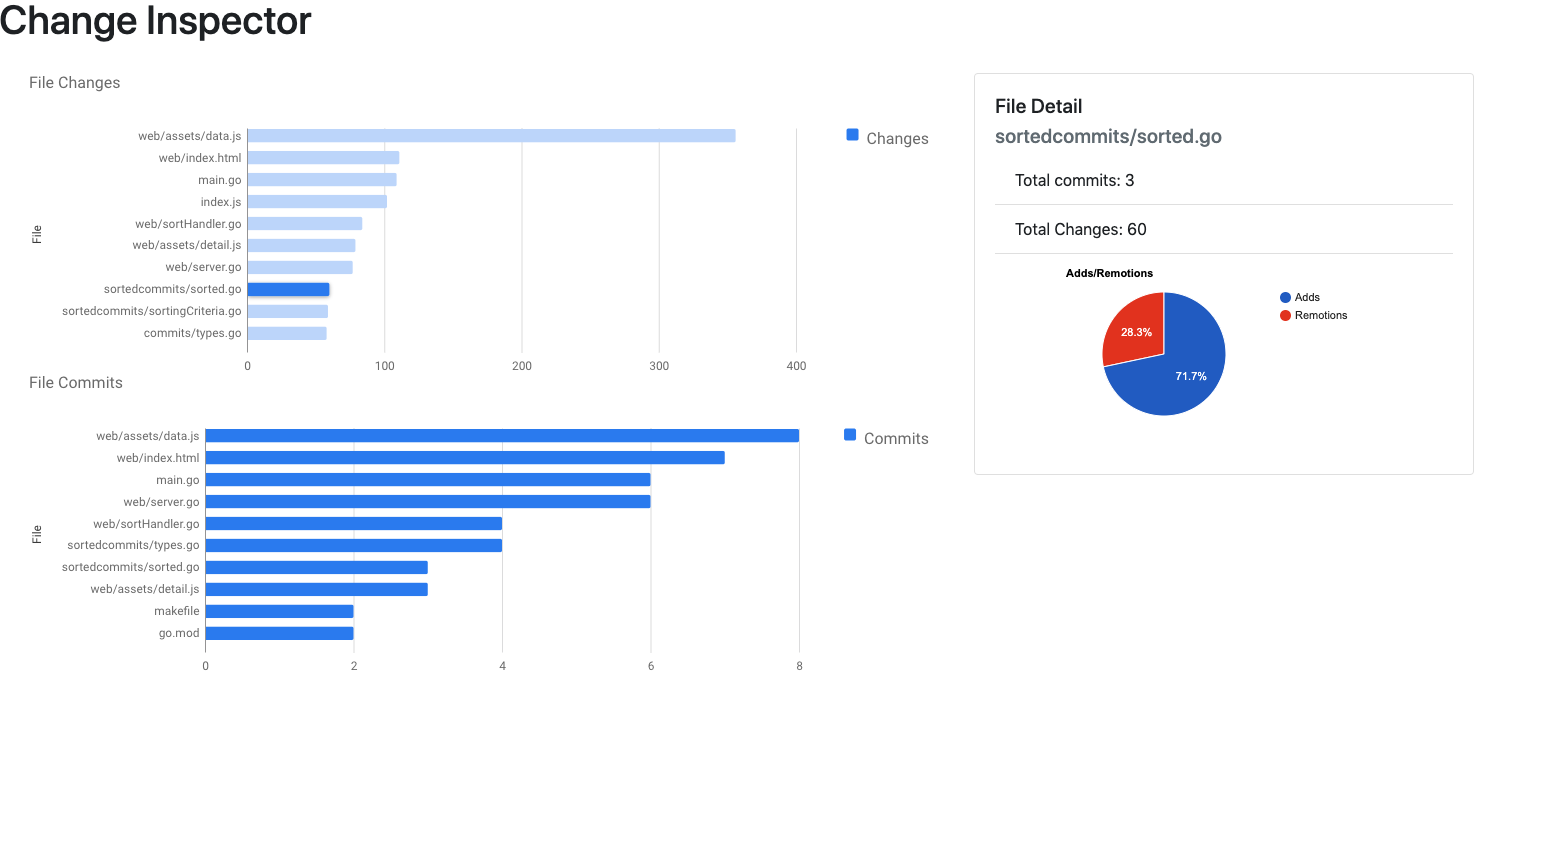 Change Inspector
File Changes
web/assets/data.js
web/index.html
main.go
index.js
web/sortHandler.go
web/assets/detail.js
web/server.go
sortedcommits/sorted.go
sortedcommits/sortingCriteria.go
commits/types.go
File
0 100 200 300 400
Changes
File Commits
web/assets/data.js
web/index.html
main.go
web/server.go
web/sortHandler.go
sortedcommits/types.go
sortedcommits/sorted.go
web/assets/detail.js
makefile
go.mod
File
0 2 4 6 8
Commits
File Detail
sortedcommits/sorted.go
Total commits: 3
Total Changes: 60
Adds/Remotions
28.3%
71.7%
Adds
Remotions